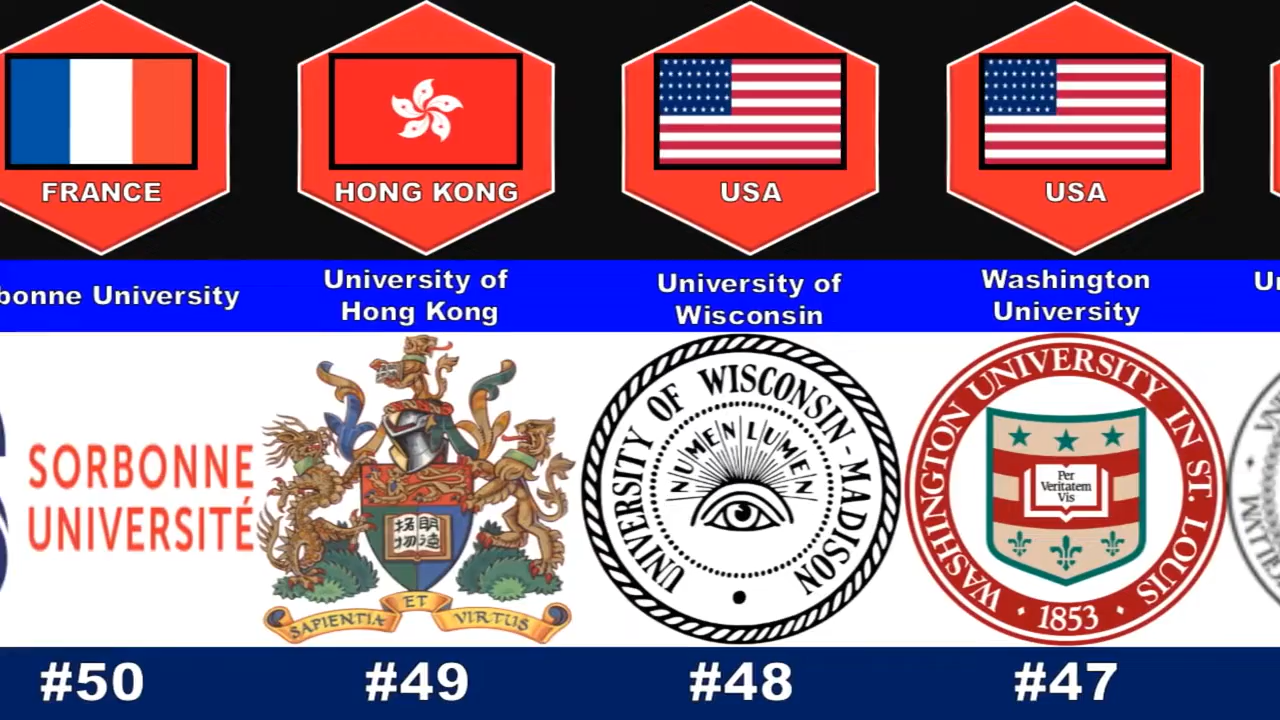 FRANCE
HONG KONG
USA
USA
bonne University
University of
Hong Kong
University of
Wisconsin
Washington
University
SORBONNE
UNIVERSITÉ
SAPIENTIA ET VIRTUS
UNIVERSITY OF WISCONSIN-MADISON
NUMEN LUMEN
WASHINGTON UNIVERSITY IN ST. LOUIS
Per
Veritatem
Vis
1853
#50
#49
#48
#47